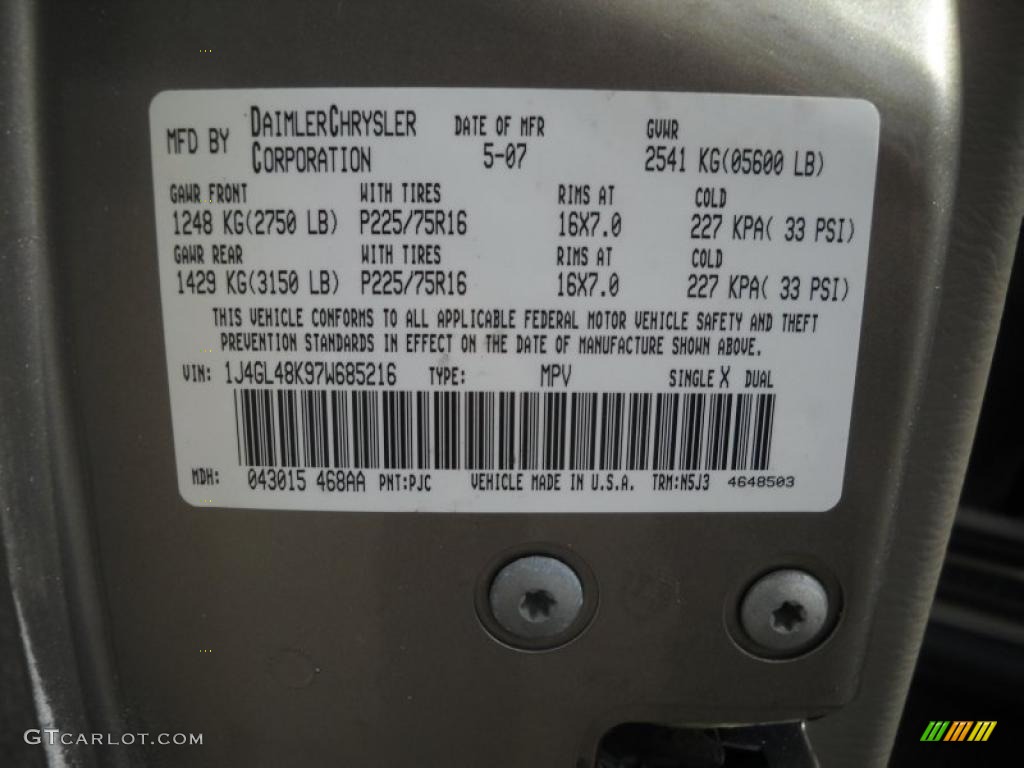 MFD BY DAIMLERCHRYSLER CORPORATION DATE OF MFR 5-07 GVWR 2541 KG(05600 LB)
GAWR FRONT WITH TIRES RIMS AT COLD
1248 KG(2750 LB) P225/75R16 16X7.0 227 KPA( 33 PSI)
GAWR REAR WITH TIRES RIMS AT COLD
1429 KG(3150 LB) P225/75R16 16X7.0 227 KPA( 33 PSI)
THIS VEHICLE CONFORMS TO ALL APPLICABLE FEDERAL MOTOR VEHICLE SAFETY AND THEFT
PREVENTION STANDARDS IN EFFECT ON THE DATE OF MANUFACTURE SHOWN ABOVE.
VIN: 1J4GL48K97W685216 TYPE: MPV SINGLE X DUAL
MDH: 043015 468AA PNT:PJC VEHICLE MADE IN U.S.A. TRM:N5J3 4648503
GTCARLOT.COM